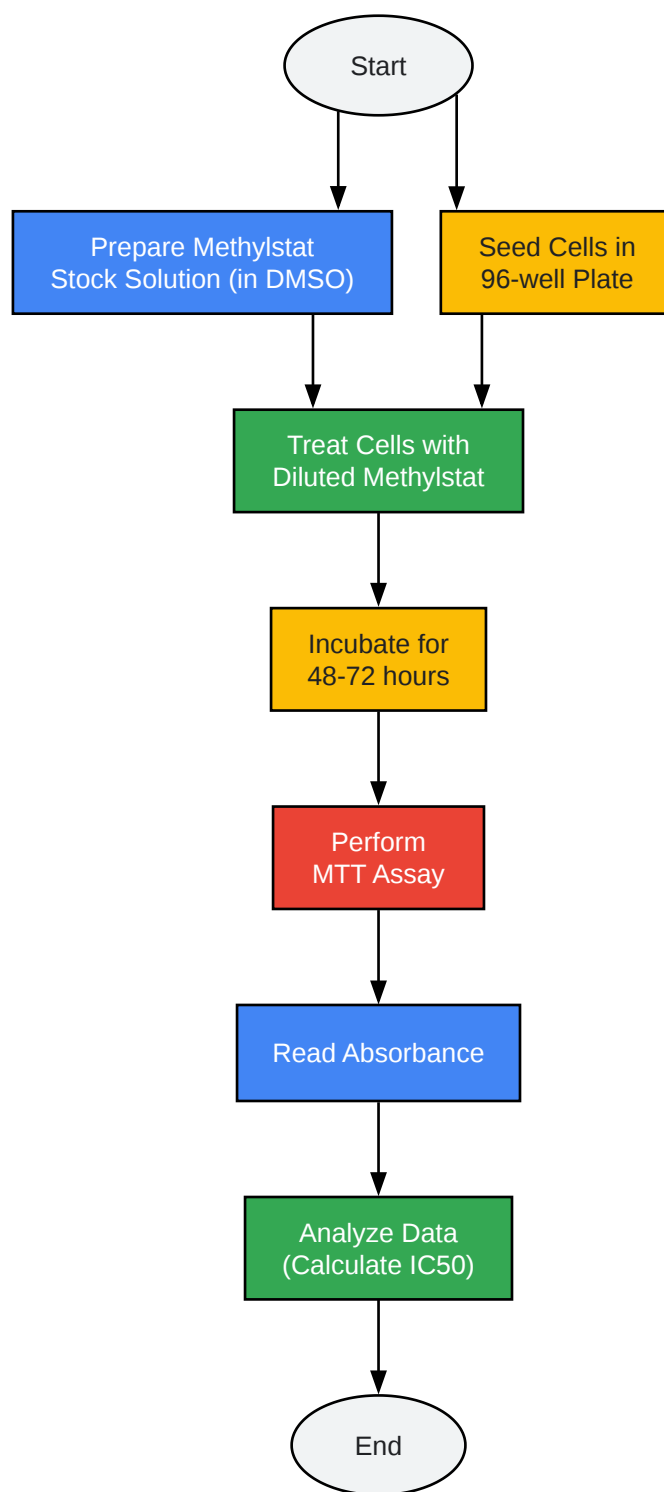 Start
Prepare Methylstat
Stock Solution (in DMSO)
Seed Cells in
96-well Plate
Treat Cells with
Diluted Methylstat
Incubate for
48-72 hours
Perform
MTT Assay
Read Absorbance
Analyze Data
(Calculate IC50)
End